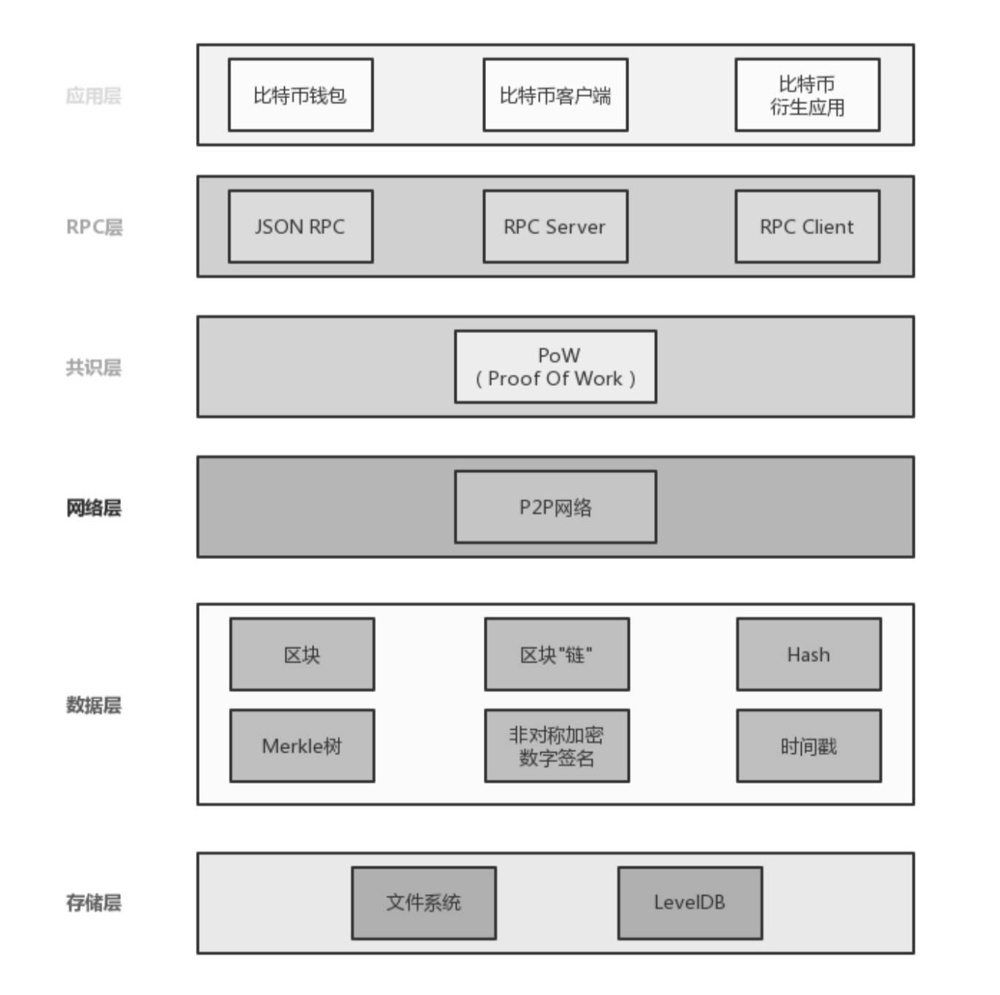 应用层
比特币钱包
比特币客户端
比特币
衍生应用
RPC层
JSON RPC
RPC Server
RPC Client
共识层
PoW
( Proof Of Work )
网络层
P2P网络
数据层
区块
区块"链"
Hash
Merkle树
非对称加密
数字签名
时间戳
存储层
文件系统
LevelDB